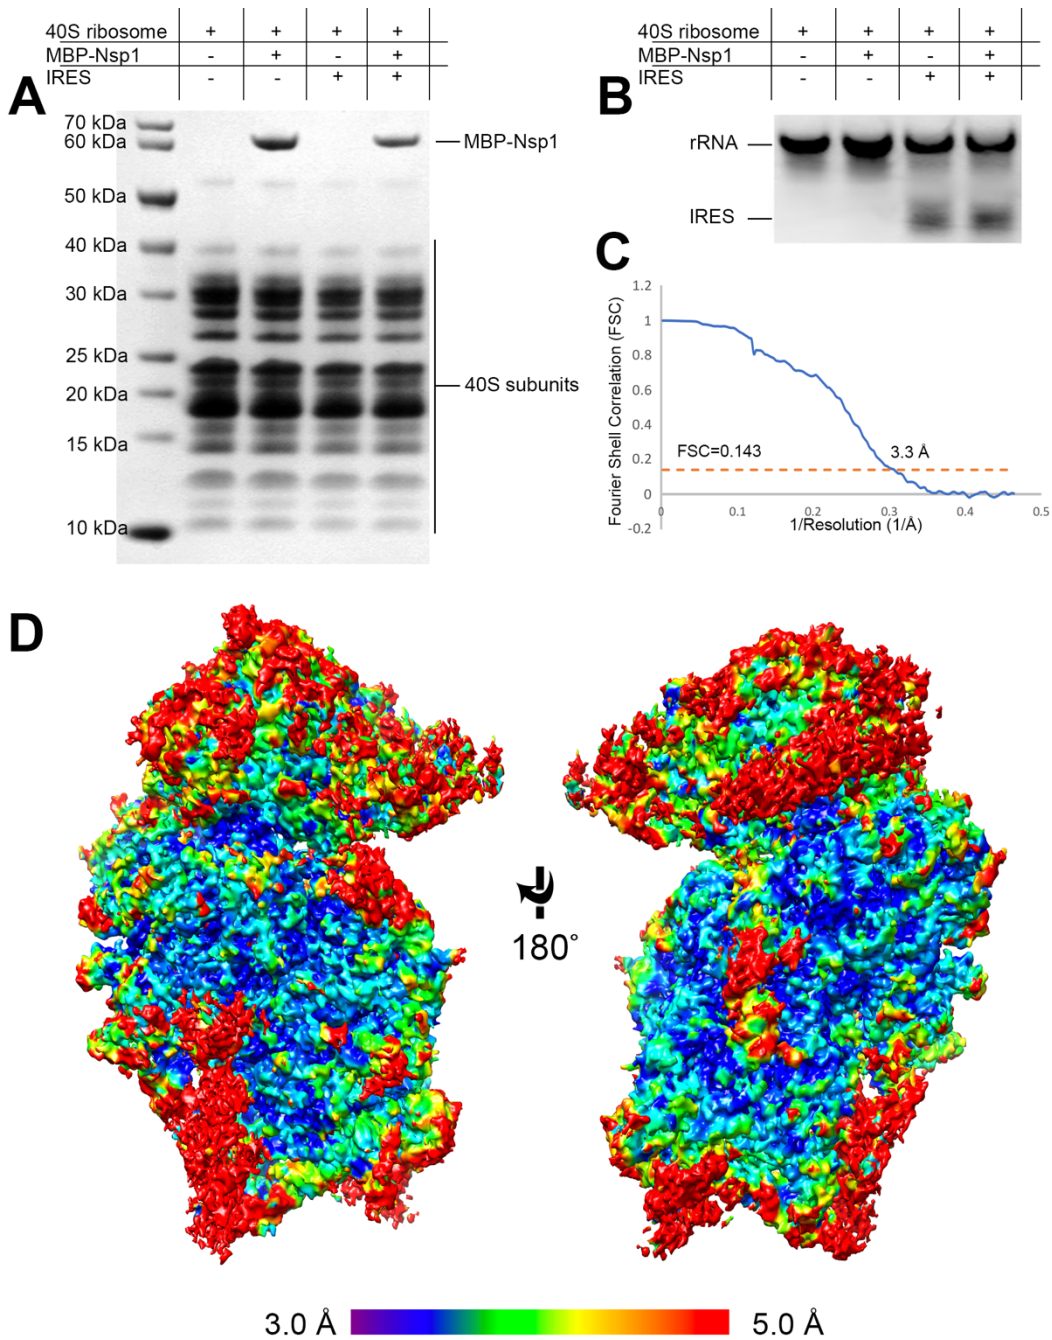 40S ribosome + + + +
MBP-Nsp1 - + - +
IRES - - + +
A
70 kDa
60 kDa
50 kDa
40 kDa
30 kDa
25 kDa
20 kDa
15 kDa
10 kDa
MBP-Nsp1
40S subunits
40S ribosome + + + +
MBP-Nsp1 - + - +
IRES - - + +
B
rRNA
IRES
C
Fourier Shell Correlation (FSC)
1.2
1
0.8
0.6
0.4
0.2
0
-0.2
FSC=0.143
3.3 Å
0 0.1 0.2 0.3 0.4 0.5
1/Resolution (1/Å)
D
180°
3.0 Å 5.0 Å